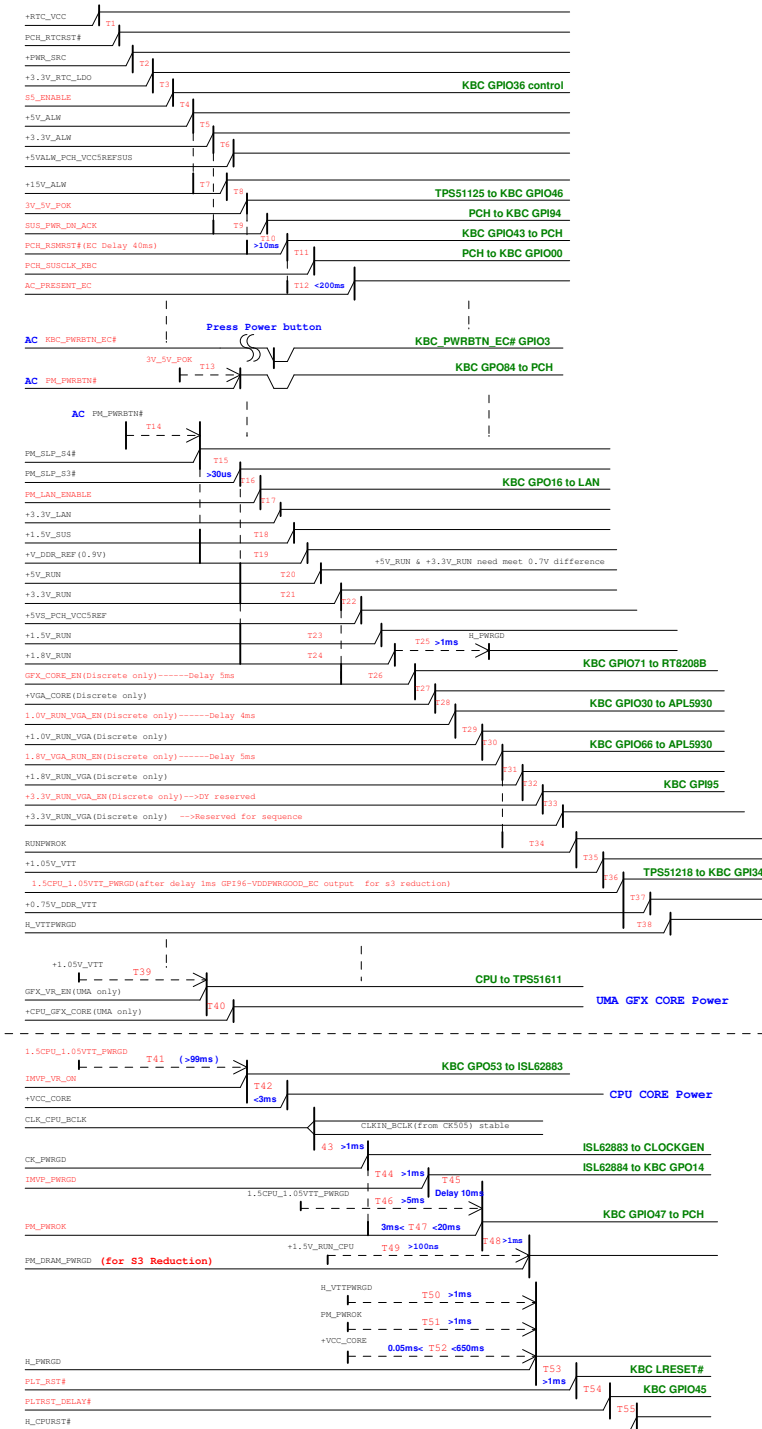 +RTC_VCC
T1
PCH_RTCRST#
+PWR_SRC
T2
+3.3V_RTC_LDO
T3
KBC GPIO36 control
S5_ENABLE
T4
+5V_ALW
T5
+3.3V_ALW
T6
+5VALW_PCH_VCC5REFSUS
+15V_ALW
T7
T8
TPS51125 to KBC GPIO46
3V_5V_POK
PCH to KBC GPI94
SUS_PWR_DN_ACK
T9
T10
KBC GPIO43 to PCH
PCH_RSMRST#(EC Delay 40ms)
>10ms
T11
PCH to KBC GPIO00
PCH_SUSCLK_KBC
AC_PRESENT_EC
T12 <200ms
Press Power button
AC KBC_PWRBTN_EC#
KBC_PWRBTN_EC# GPIO3
3V_5V_POK
T13
KBC GPO84 to PCH
AC PM_PWRBTN#
AC PM_PWRBTN#
T14
PM_SLP_S4#
T15
PM_SLP_S3#
>30us
T16
KBC GPO16 to LAN
PM_LAN_ENABLE
T17
+3.3V_LAN
+1.5V_SUS
T18
+V_DDR_REF(0.9V)
T19
+5V_RUN & +3.3V_RUN need meet 0.7V difference
+5V_RUN
T20
+3.3V_RUN
T21
T22
+5VS_PCH_VCC5REF
+1.5V_RUN
T23
T25 >1ms
H_PWRGD
+1.8V_RUN
T24
KBC GPIO71 to RT8208B
GFX_CORE_EN(Discrete only)------Delay 5ms
T26
T27
+VGA_CORE(Discrete only)
T28
KBC GPIO30 to APL5930
1.0V_RUN_VGA_EN(Discrete only)------Delay 4ms
T29
+1.0V_RUN_VGA(Discrete only)
T30
KBC GPIO66 to APL5930
1.8V_VGA_RUN_EN(Discrete only)------Delay 5ms
T31
+1.8V_RUN_VGA(Discrete only)
T32
KBC GPI95
+3.3V_RUN_VGA_EN(Discrete only)-->DY reserved
T33
+3.3V_RUN_VGA(Discrete only) -->Reserved for sequence
RUNPWROK
T34
+1.05V_VTT
T35
TPS51218 to KBC GPI34
T36
1.5CPU_1.05VTT_PWRGD(after delay 1ms GPI96-VDDPWRGOOD_EC output for s3 reduction)
T37
+0.75V_DDR_VTT
H_VTTPWRGD
T38
+1.05V_VTT
T39
CPU to TPS51611
GFX_VR_EN(UMA only)
T40
UMA GFX CORE Power
+CPU_GFX_CORE(UMA only)
1.5CPU_1.05VTT_PWRGD
T41 (>99ms)
KBC GPO53 to ISL62883
IMVP_VR_ON
T42
CPU CORE Power
+VCC_CORE
<3ms
CLK_CPU_BCLK
CLKIN_BCLK(from CK505) stable
43 >1ms
ISL62883 to CLOCKGEN
CK_PWRGD
T44 >1ms
ISL62884 to KBC GPO14
IMVP_PWRGD
T45
Delay 10ms
1.5CPU_1.05VTT_PWRGD
T46 >5ms
KBC GPIO47 to PCH
PM_PWROK
3ms< T47 <20ms
+1.5V_RUN_CPU
T48 >1ms
T49 >100ns
PM_DRAM_PWRGD (for S3 Reduction)
H_VTTPWRGD
T50 >1ms
PM_PWROK
T51 >1ms
+VCC_CORE
0.05ms< T52 <650ms
H_PWRGD
T53
KBC LRESET#
PLT_RST#
>1ms
T54
KBC GPIO45
PLTRST_DELAY#
T55
H_CPURST#